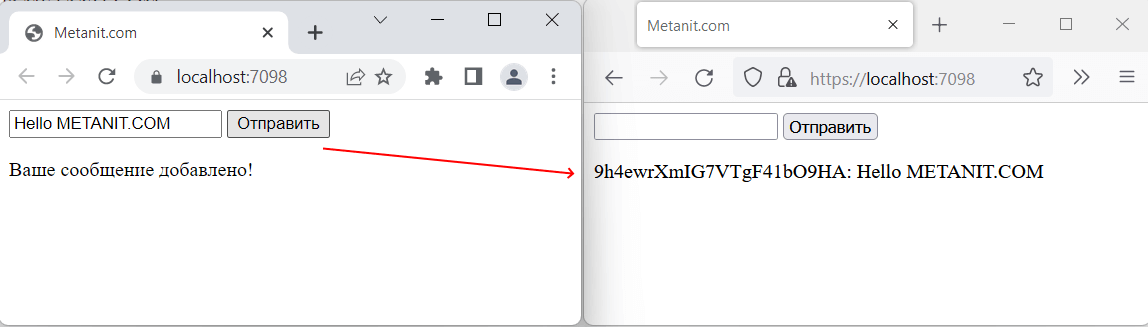 Metanit.com
localhost:7098
Hello METANIT.COM Отправить
Ваше сообщение добавлено!
Metanit.com
https://localhost:7098
Отправить
9h4ewrXmIG7VTgF41bO9HA: Hello METANIT.COM